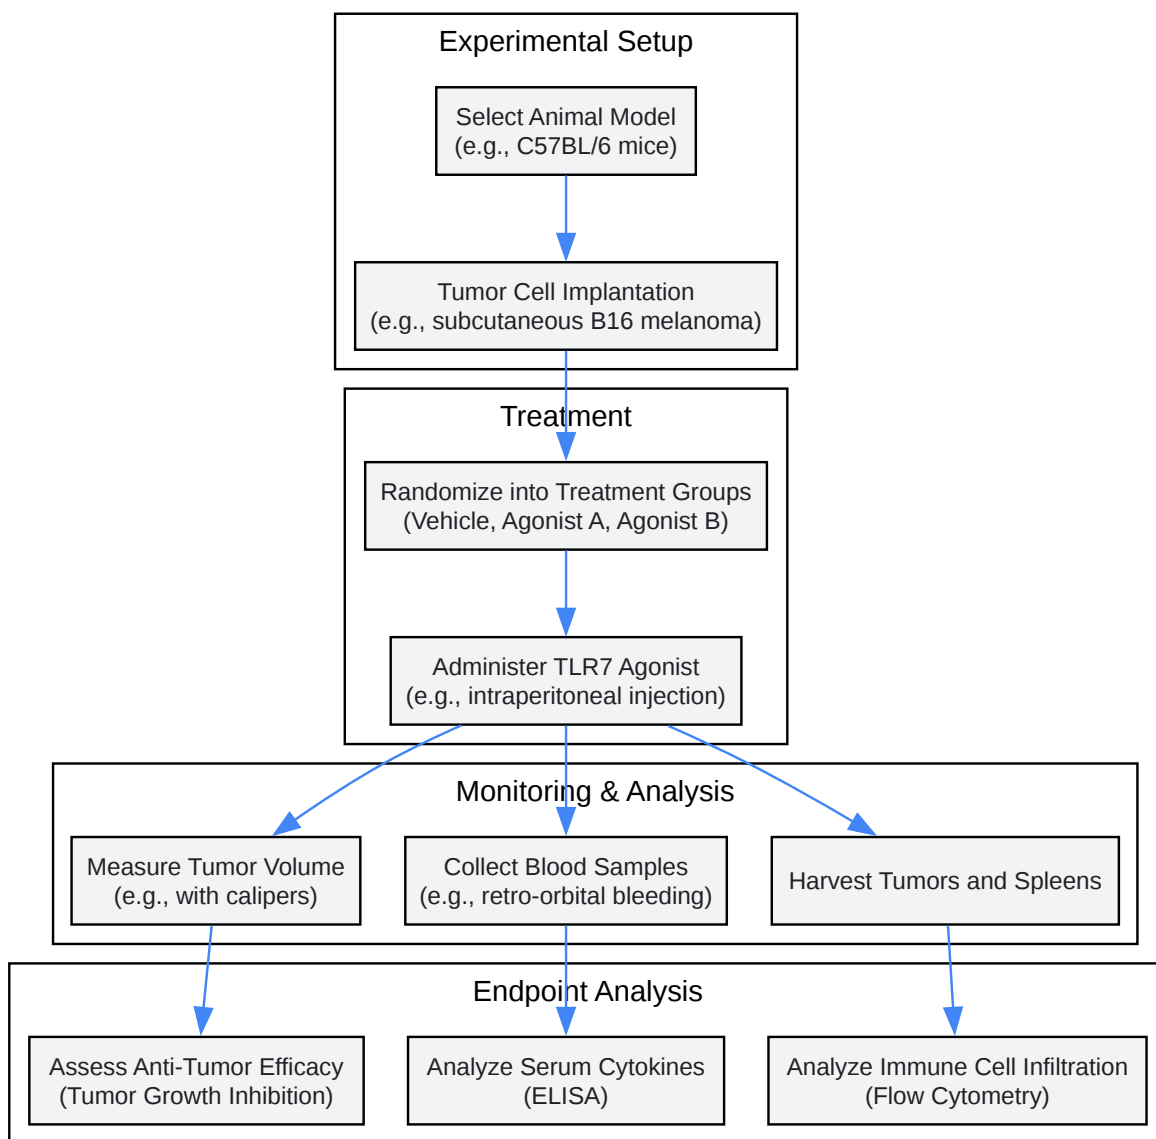 Experimental Setup
Select Animal Model
(e.g., C57BL/6 mice)
Tumor Cell Implantation
(e.g., subcutaneous B16 melanoma)
Treatment
Randomize into Treatment Groups
(Vehicle, Agonist A, Agonist B)
Administer TLR7 Agonist
(e.g., intraperitoneal injection)
Monitoring & Analysis
Measure Tumor Volume
(e.g., with calipers)
Collect Blood Samples
(e.g., retro-orbital bleeding)
Harvest Tumors and Spleens
Endpoint Analysis
Assess Anti-Tumor Efficacy
(Tumor Growth Inhibition)
Analyze Serum Cytokines
(ELISA)
Analyze Immune Cell Infiltration
(Flow Cytometry)